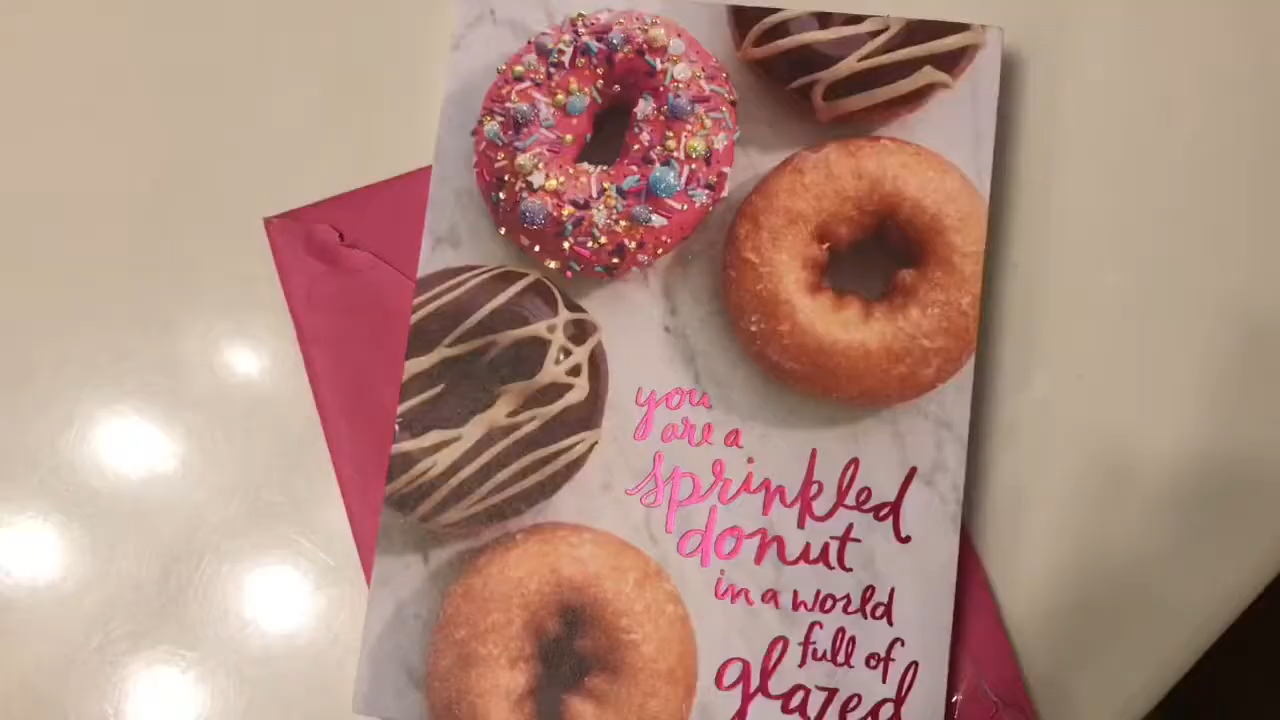 you
are a
sprinkled
donut
in a world
full of
glazed